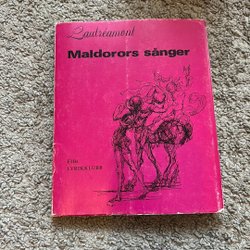 Lautréamont
Maldorors sånger
FIBs
LYRIKKLUBB